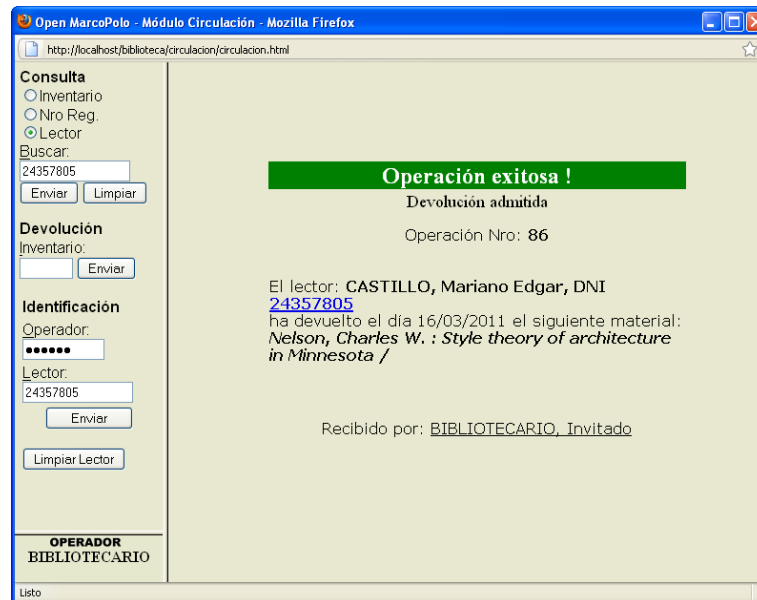 Open MarcoPolo - Módulo Circulación - Mozilla Firefox
http://localhost/biblioteca/circulacion/circulacion.html
Consulta
Inventario
Nro Reg.
Lector
Buscar:
24357805
Enviar Limpiar
Devolución
Inventario:
Enviar
Identificación
Operador:
••••••
Lector:
24357805
Enviar
Limpiar Lector
OPERADOR
BIBLIOTECARIO
Operación exitosa !
Devolución admitida
Operación Nro: 86
El lector: CASTILLO, Mariano Edgar, DNI
24357805
ha devuelto el día 16/03/2011 el siguiente material:
Nelson, Charles W. : Style theory of architecture
in Minnesota /
Recibido por: BIBLIOTECARIO, Invitado
Listo